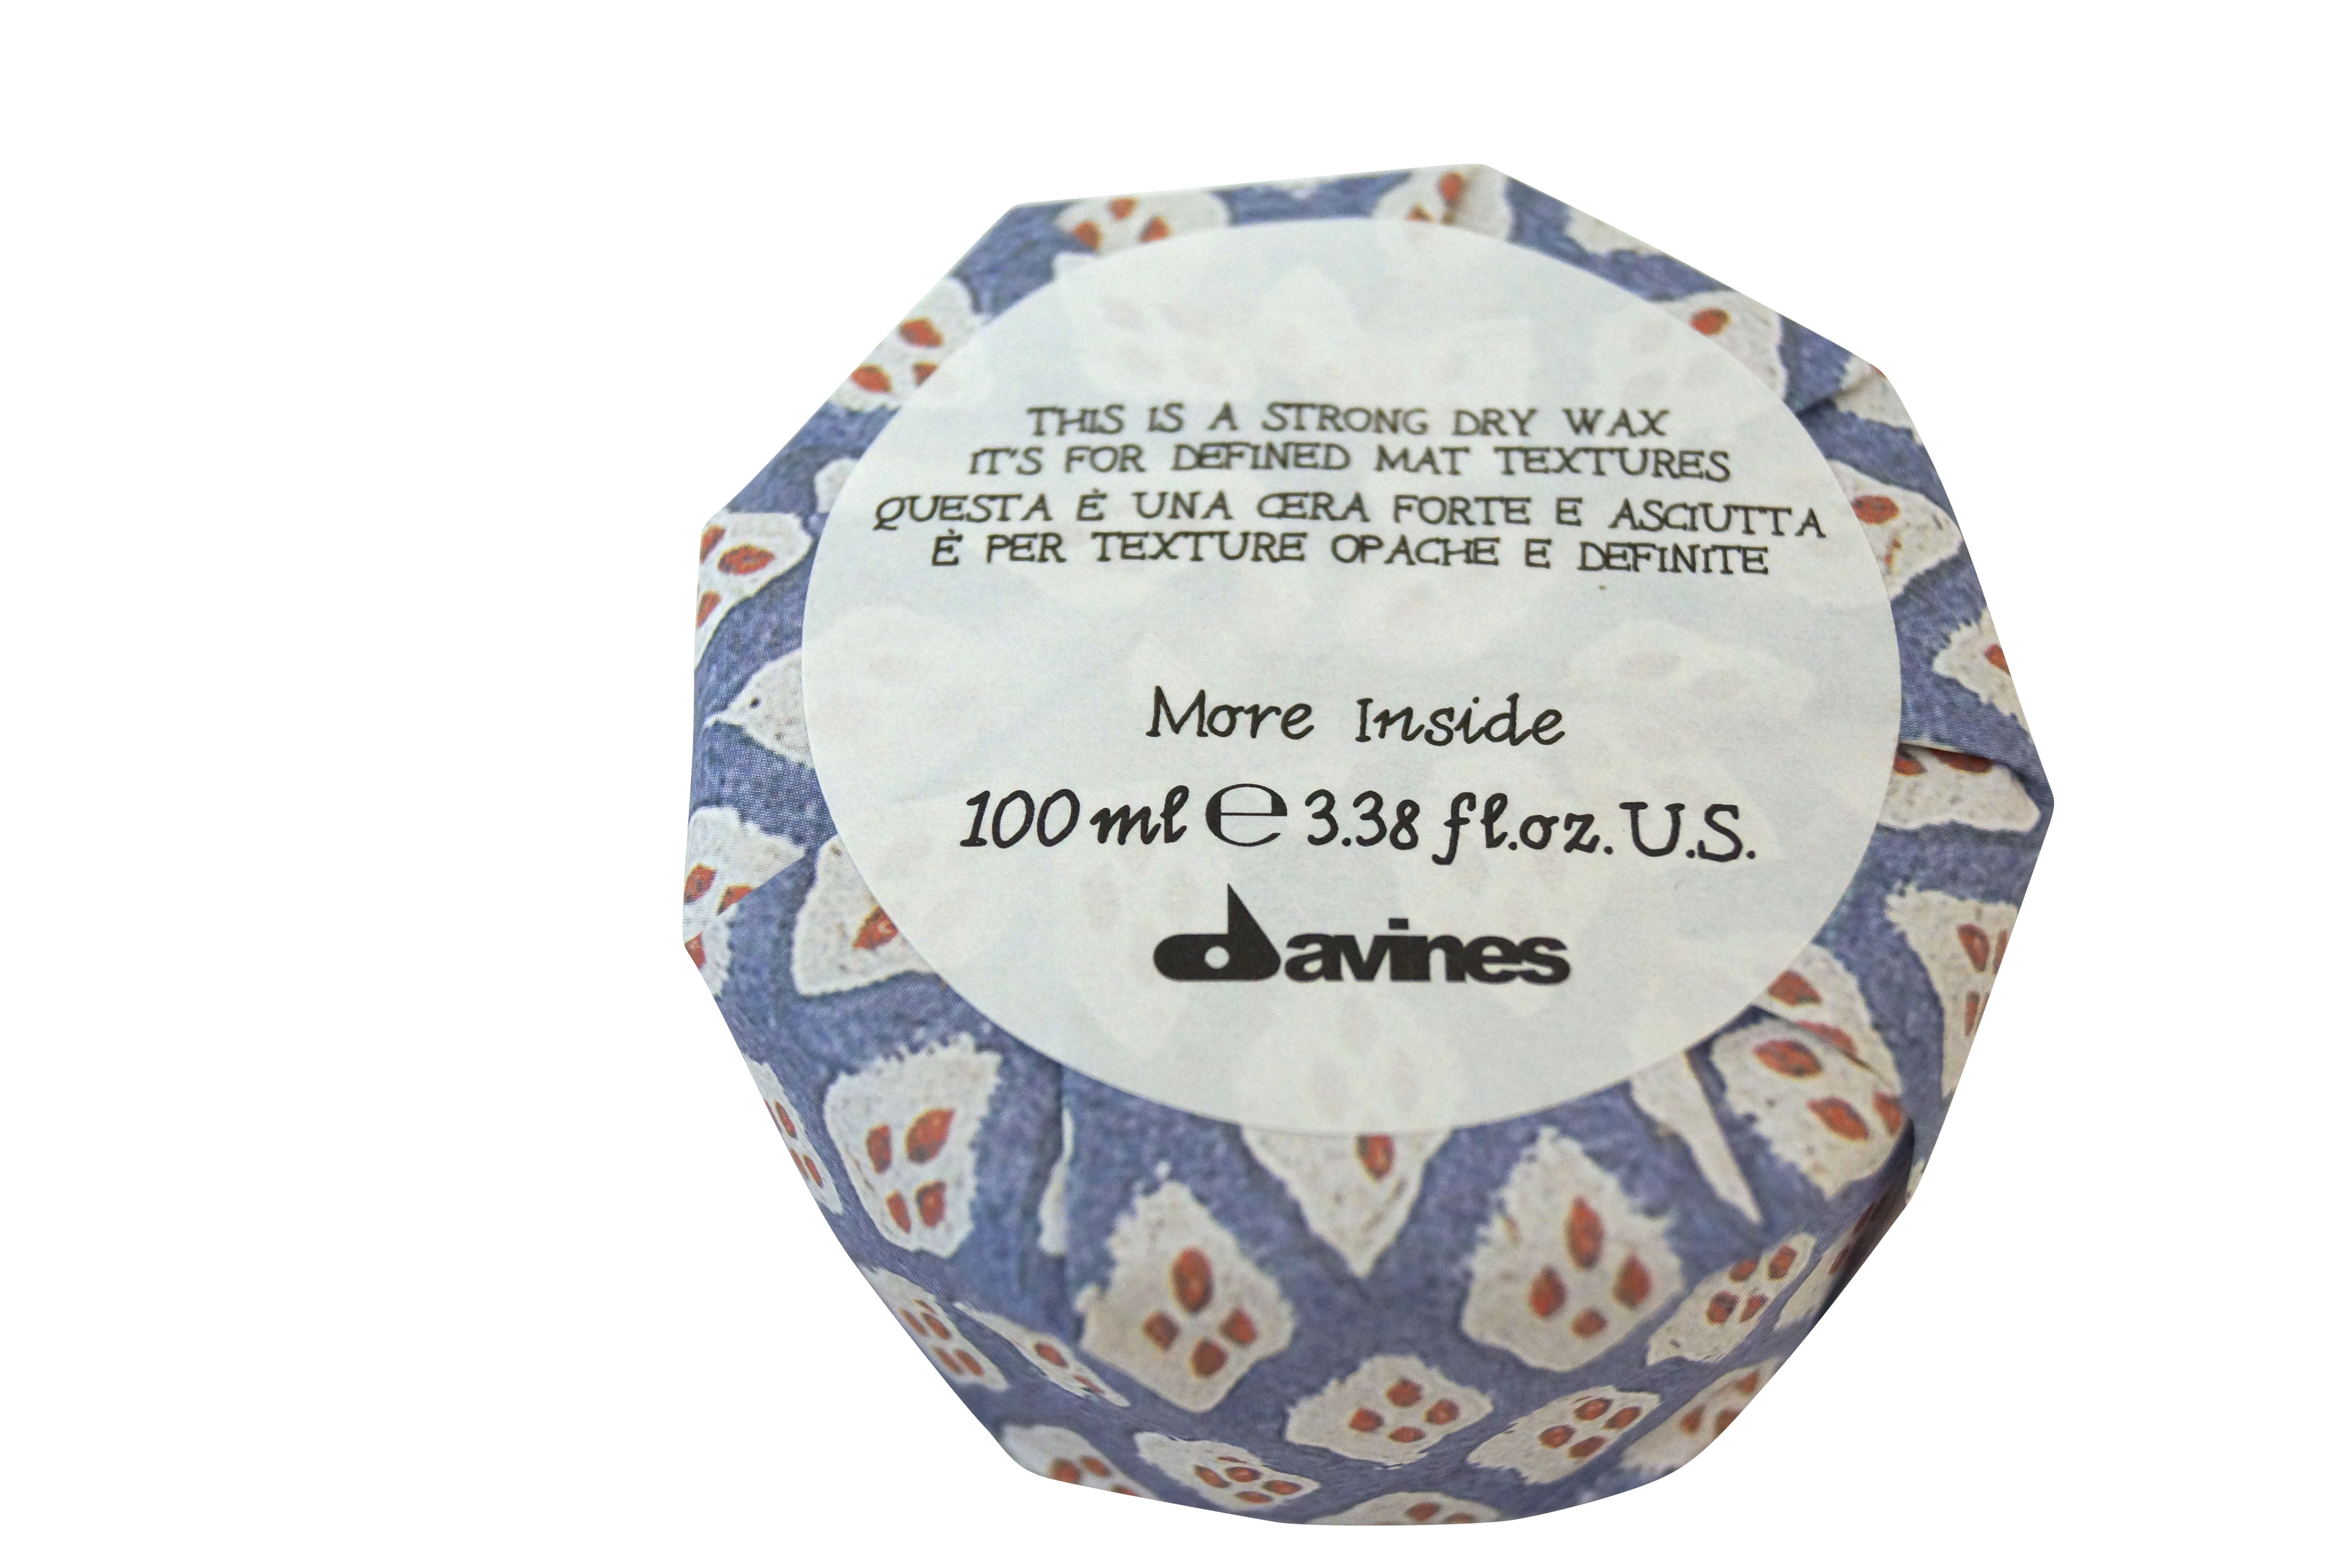 THIS IS A STRONG DRY WAX
IT'S FOR DEFINED MAT TEXTURES
QUESTA È UNA CERA FORTE E ASCIUTTA
È PER TEXTURE OPACHE E DEFINITE
More Inside
100 ml ℮ 3.38 fl.oz. U.S.
davines